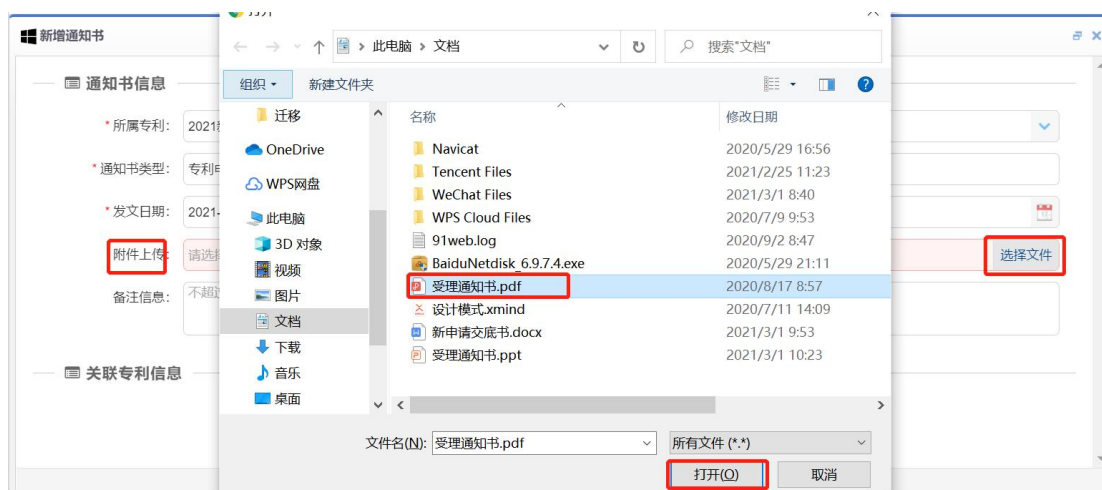 新增通知书
← → ↑ > 此电脑 > 文档
搜索"文档"
组织
新建文件夹
通知书信息
* 所属专利: 2021
* 通知书类型:
* 发文日期: 2021-
附件上传:
选择文件
备注信息: 不超
关联专利信息
迁移
OneDrive
WPS网盘
此电脑
3D 对象
视频
图片
文档
下载
音乐
桌面
名称 修改日期
Navicat 2020/5/29 16:56
Tencent Files 2021/2/25 11:23
WeChat Files 2021/3/1 8:40
WPS Cloud Files 2020/7/9 9:53
91web.log 2020/9/2 8:47
BaiduNetdisk_6.9.7.4.exe 2020/5/29 21:11
受理通知书.pdf 2020/8/17 8:57
设计模式.xmind 2020/7/11 14:09
新申请交底书.docx 2021/3/1 9:53
受理通知书.ppt 2021/3/1 10:23
文件名(N): 受理通知书.pdf
所有文件 (*.*)
打开(O)
取消